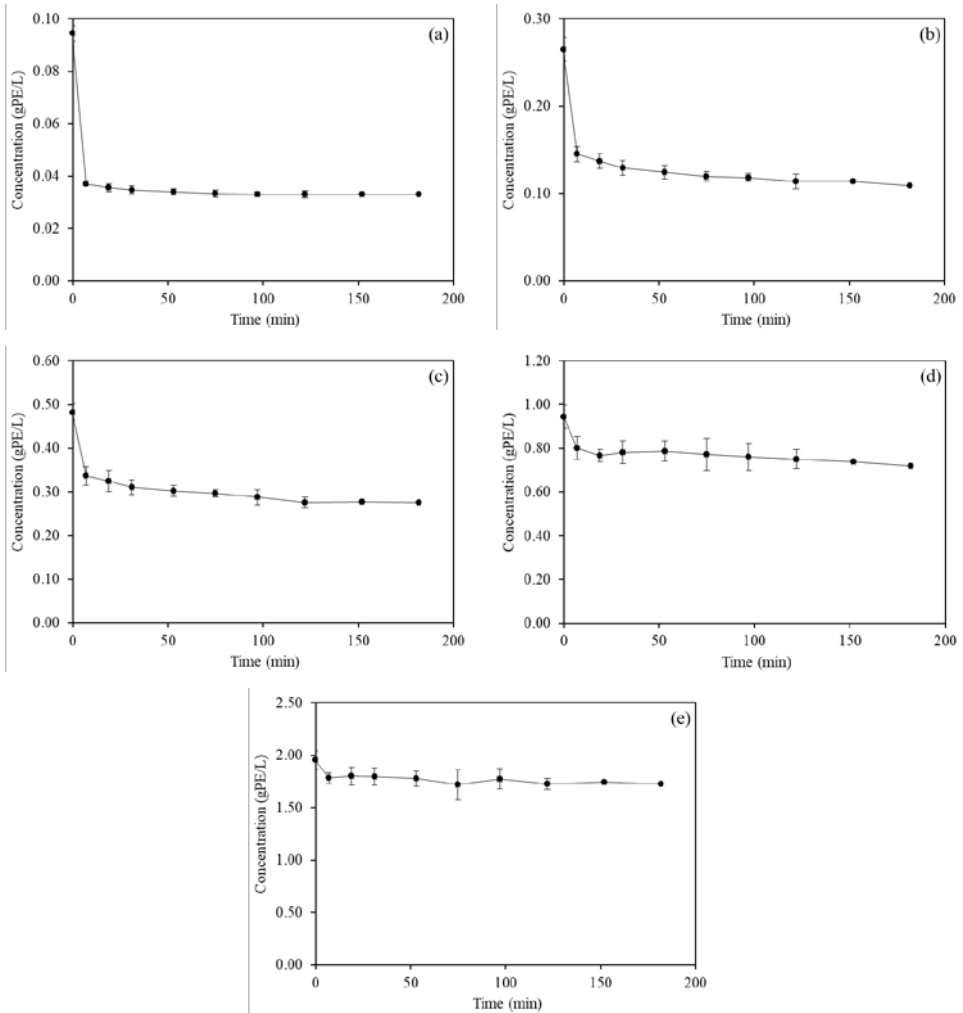 (a)
Concentration (gPE/L)
0.10
0.08
0.06
0.04
0.02
0.00
0 50 100 150 200
Time (min)
(b)
Concentration (gPE/L)
0.30
0.20
0.10
0.00
0 50 100 150 200
Time (min)
(c)
Concentration (gPE/L)
0.60
0.50
0.40
0.30
0.20
0.10
0.00
0 50 100 150 200
Time (min)
(d)
Concentration (gPE/L)
1.20
1.00
0.80
0.60
0.40
0.20
0.00
0 50 100 150 200
Time (min)
(e)
Concentration (gPE/L)
2.50
2.00
1.50
1.00
0.50
0.00
0 50 100 150 200
Time (min)